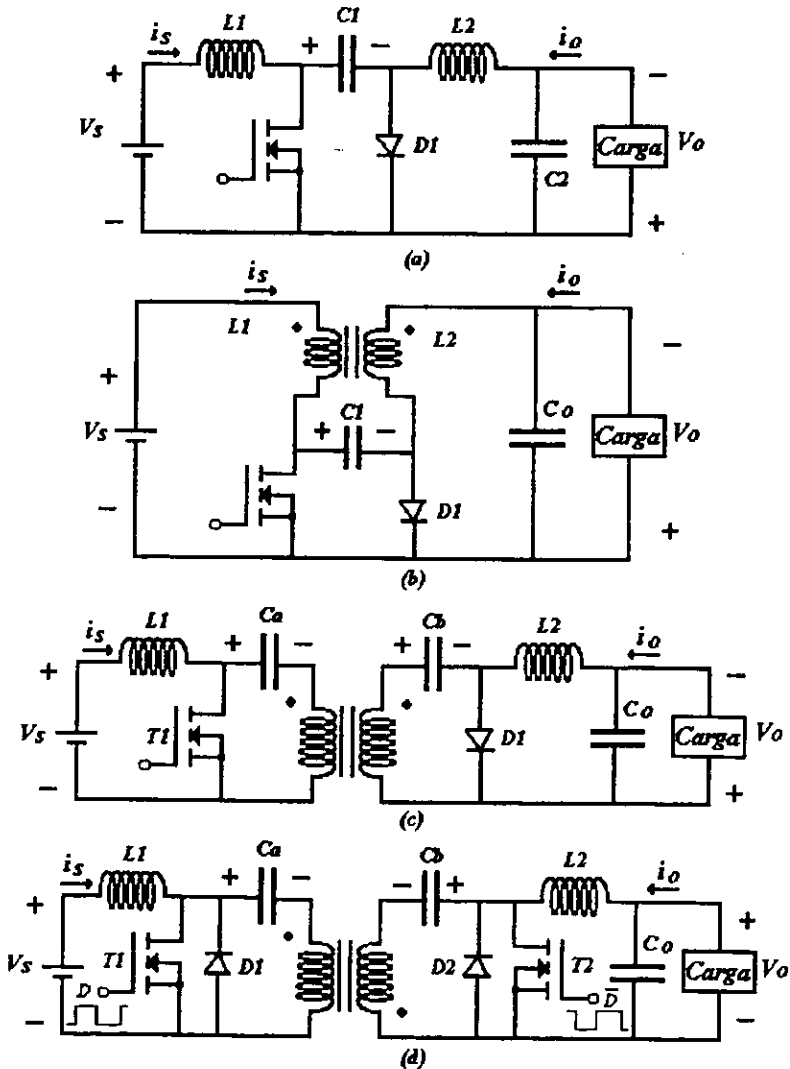 is L1 + C1 − L2 io
+ −
Vs D1 C2 Carga Vo
− +
(a)
is io
L1 L2
+ −
C1
+ −
Vs Co Carga Vo
− D1 +
(b)
is L1 + Ca − + Cb − L2 io
+ −
Vs T1 D1 Co Carga Vo
− +
(c)
is L1 + Ca − − Cb + L2 io
+ +
Vs T1 D1 D2 T2 Co Carga Vo
D D̅
− −
(d)